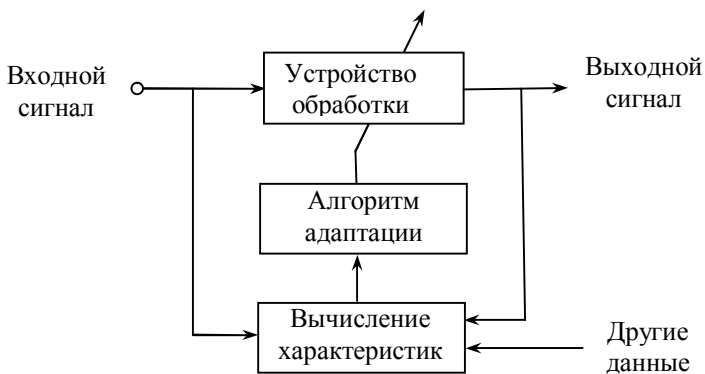 Входной
сигнал
Устройство
обработки
Выходной
сигнал
Алгоритм
адаптации
Вычисление
характеристик
Другие
данные